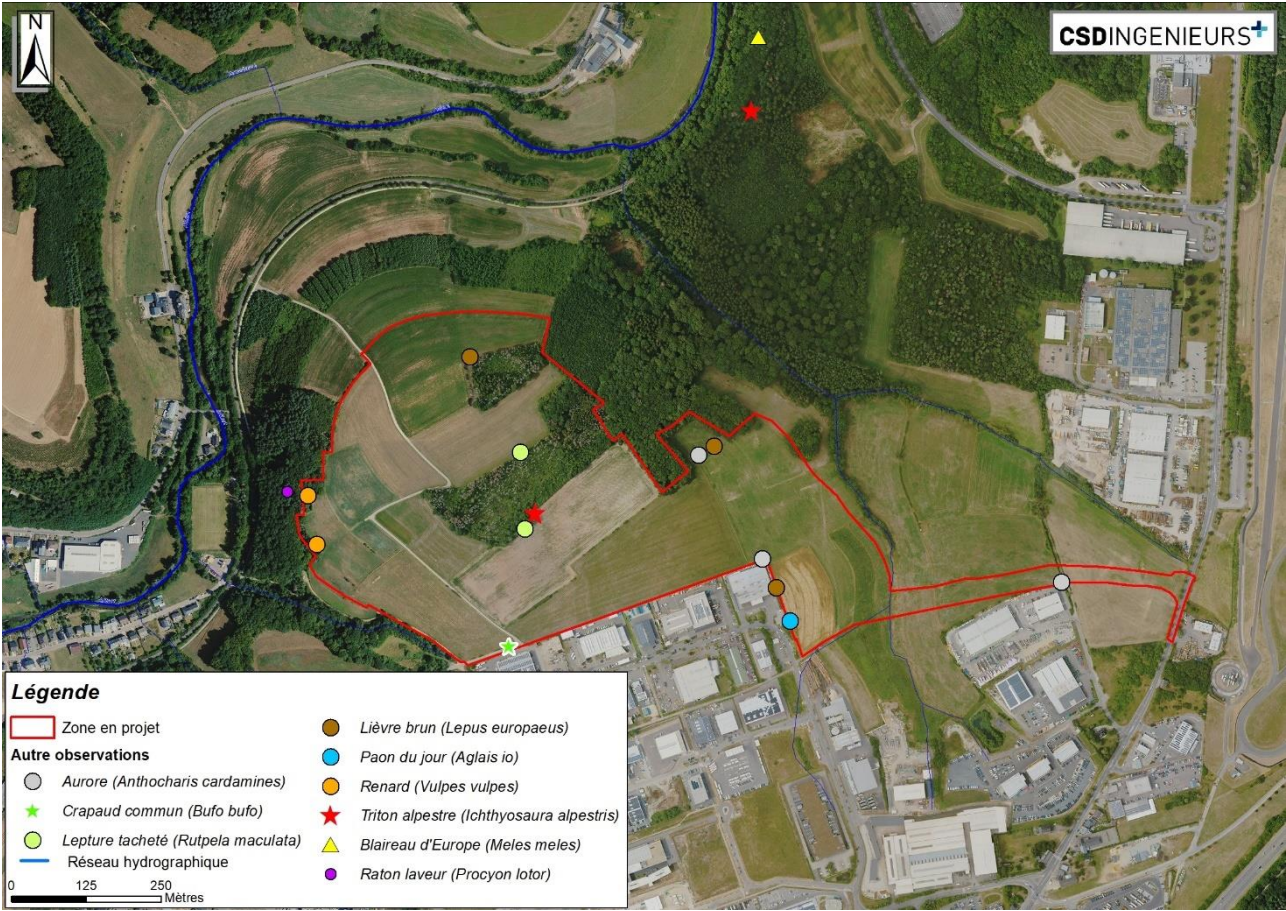 N
CSDINGENIEURS+
Légende
Zone en projet
Autre observations
Aurore (Anthocharis cardamines)
Crapaud commun (Bufo bufo)
Lepture tacheté (Rutpela maculata)
Réseau hydrographique
0 125 250
Mètres
Lièvre brun (Lepus europaeus)
Paon du jour (Aglais io)
Renard (Vulpes vulpes)
Triton alpestre (Ichthyosaura alpestris)
Blaireau d'Europe (Meles meles)
Raton laveur (Procyon lotor)